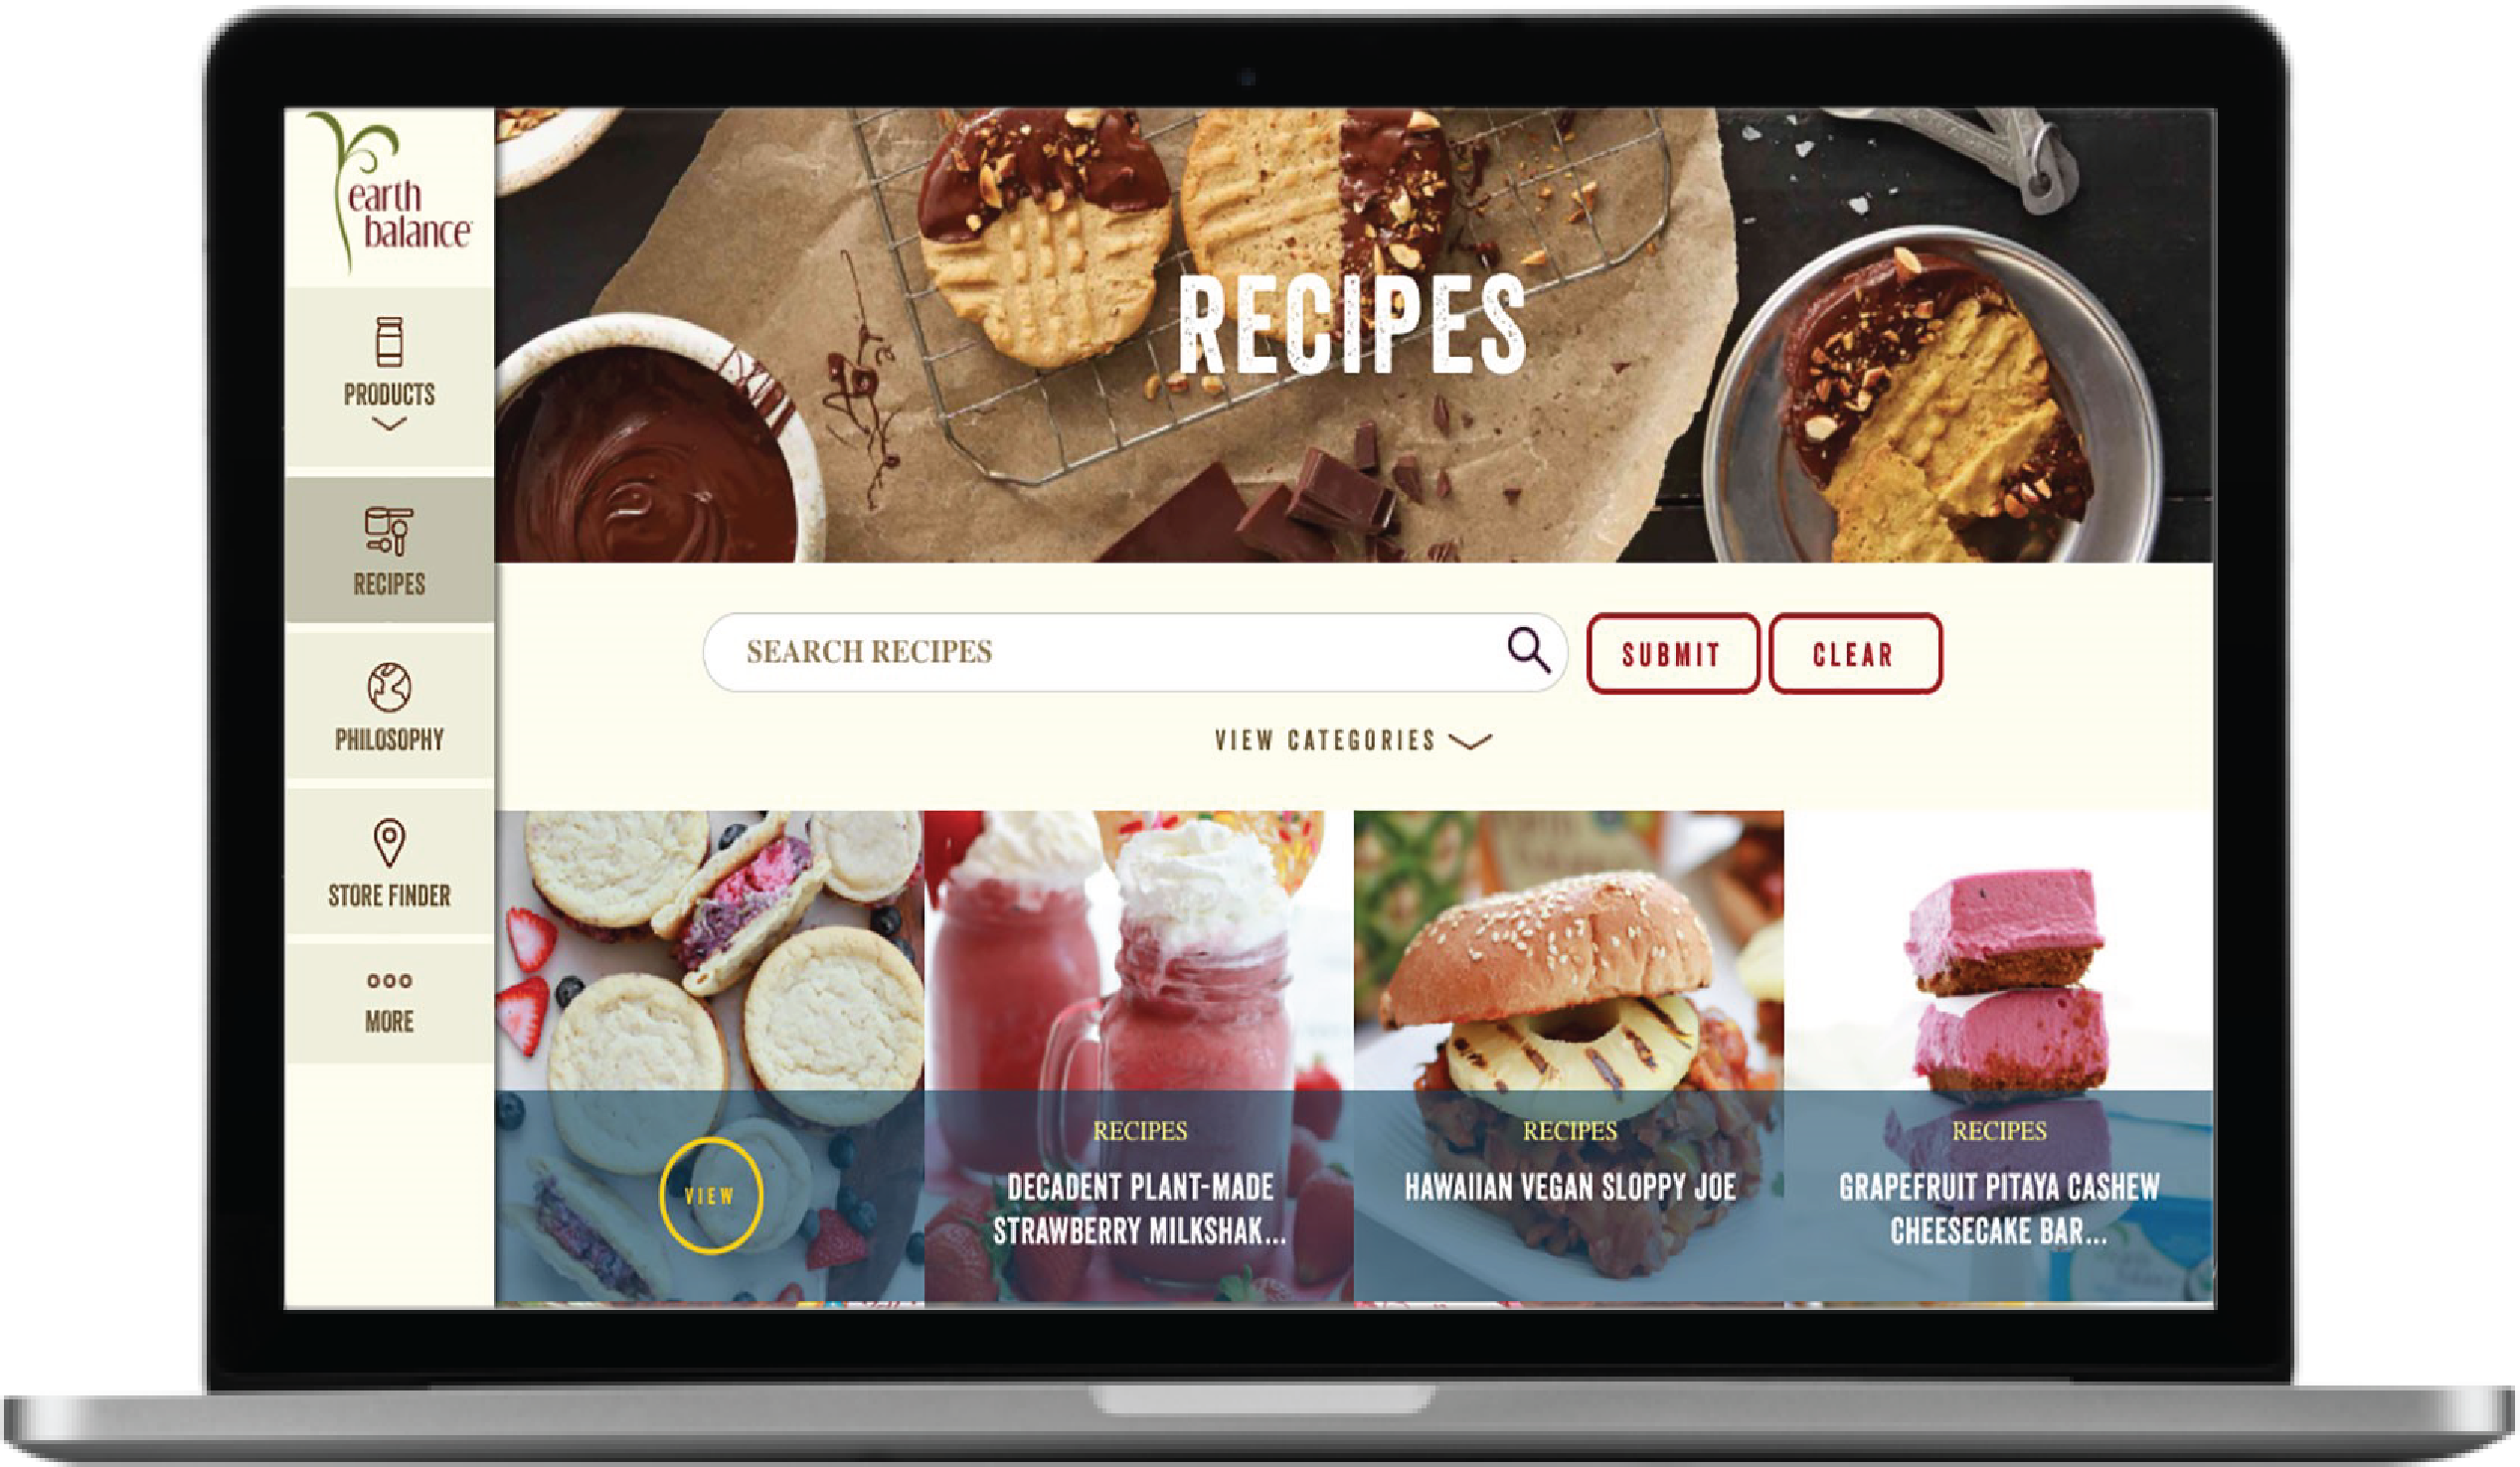 earth
balance
PRODUCTS
RECIPES
PHILOSOPHY
STORE FINDER
MORE
RECIPES
SEARCH RECIPES
SUBMIT
CLEAR
VIEW CATEGORIES
VIEW
RECIPES
DECADENT PLANT-MADE
STRAWBERRY MILKSHAK...
RECIPES
HAWAIIAN VEGAN SLOPPY JOE
RECIPES
GRAPEFRUIT PITAYA CASHEW
CHEESECAKE BAR...